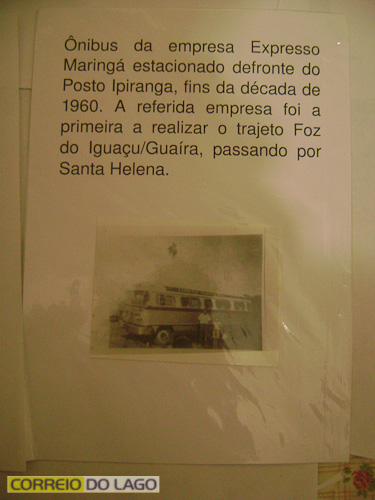 Ônibus da empresa Expresso
Maringá estacionado defronte do
Posto Ipiranga, fins da década de
1960. A referida empresa foi a
primeira a realizar o trajeto Foz
do Iguaçu/Guaíra, passando por
Santa Helena.
CORREIO DO LAGO